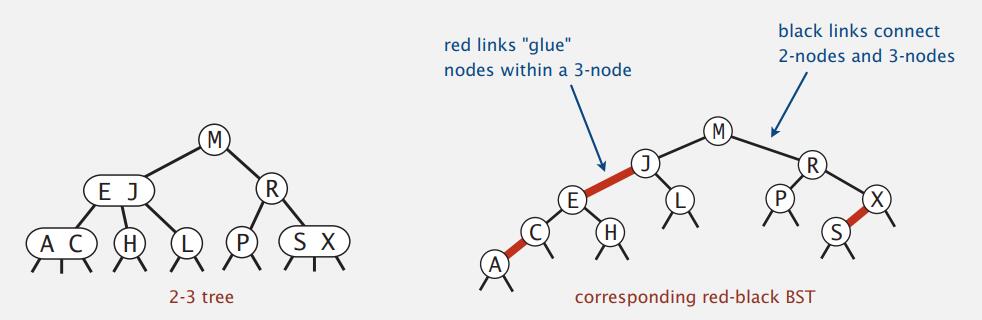 M
E J
R
A C
H
L
P
S X
2-3 tree
red links "glue"
nodes within a 3-node
black links connect
2-nodes and 3-nodes
M
J
R
E
L
P
X
C
H
S
A
corresponding red-black BST